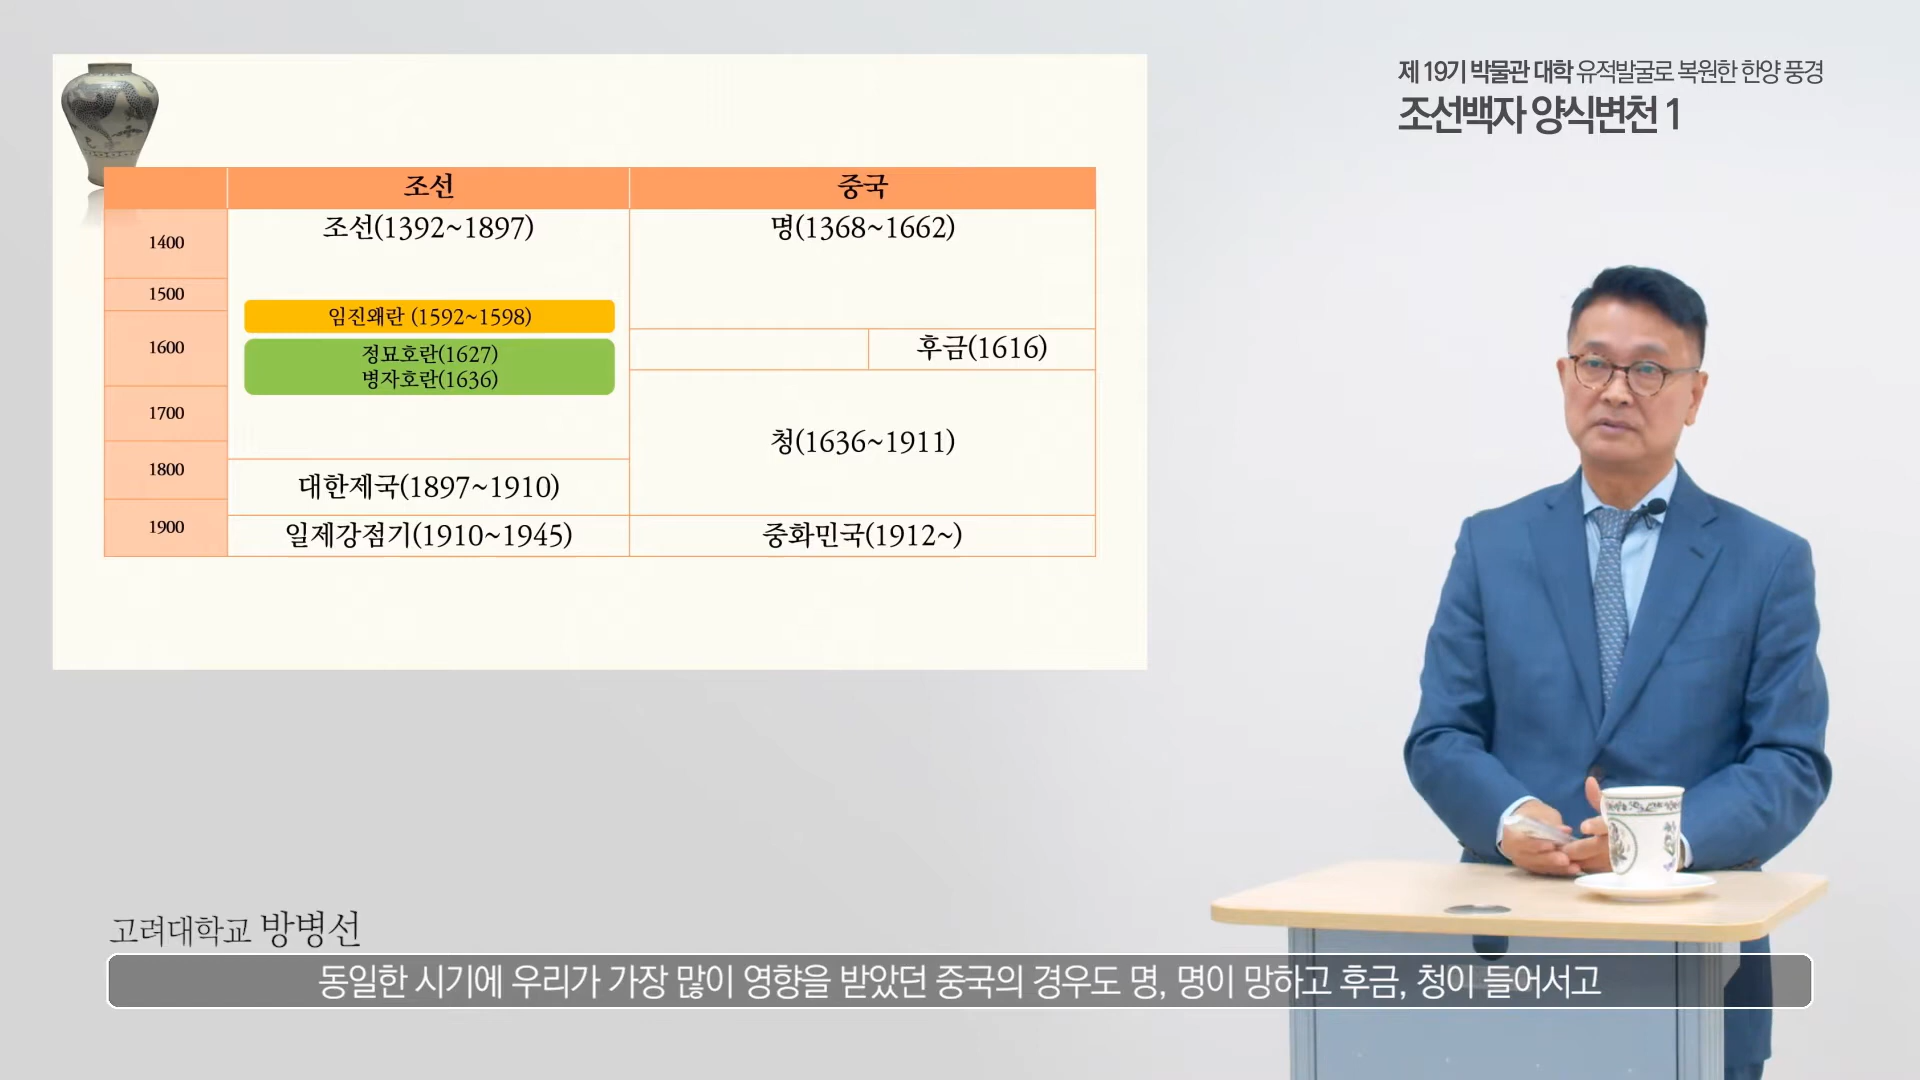 제 19기 박물관 대학 유적발굴로 복원한 한양 풍경
조선백자 양식변천 1
조선 중국
1400 조선(1392~1897) 명(1368~1662)
1500
임진왜란 (1592~1598)
1600 정묘호란(1627) 후금(1616)
병자호란(1636)
1700
청(1636~1911)
1800
대한제국(1897~1910)
1900 일제강점기(1910~1945) 중화민국(1912~)
고려대학교 방병선
동일한 시기에 우리가 가장 많이 영향을 받았던 중국의 경우도 명, 명이 망하고 후금, 청이 들어서고